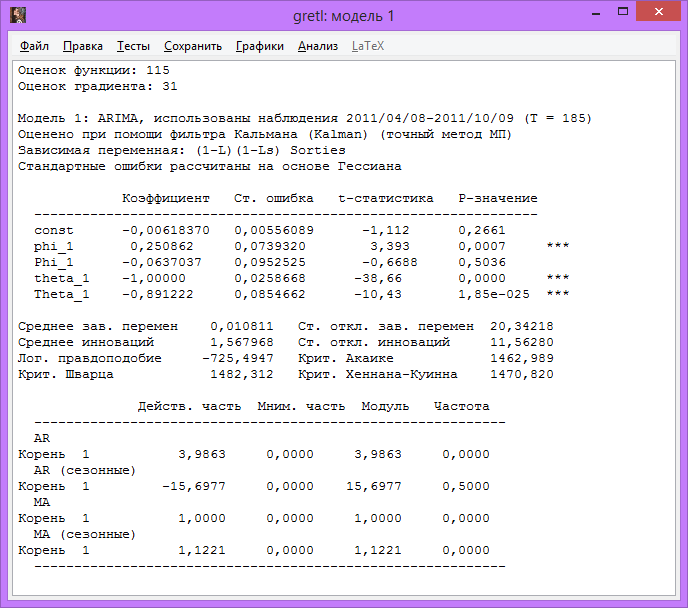 gretl: модель 1
Файл Правка Тесты Сохранить Графики Анализ LaTeX
Оценок функции: 115
Оценок градиента: 31
Модель 1: ARIMA, использованы наблюдения 2011/04/08-2011/10/09 (T = 185)
Оценено при помощи фильтра Кальмана (Kalman) (точный метод МП)
Зависимая переменная: (1-L)(1-Ls) Sorties
Стандартные ошибки рассчитаны на основе Гессиана
Коэффициент Ст. ошибка t-статистика P-значение
---------------------------------------------------------------
const -0,00618370 0,00556089 -1,112 0,2661
phi_1 0,250862 0,0739320 3,393 0,0007 ***
Phi_1 -0,0637037 0,0952525 -0,6688 0,5036
theta_1 -1,00000 0,0258668 -38,66 0,0000 ***
Theta_1 -0,891222 0,0854662 -10,43 1,85e-025 ***
Среднее зав. перемен 0,010811 Ст. откл. зав. перемен 20,34218
Среднее инноваций 1,567968 Ст. откл. инноваций 11,56280
Лог. правдоподобие -725,4947 Крит. Акаике 1462,989
Крит. Шварца 1482,312 Крит. Хеннана-Куинна 1470,820
Действ. часть Мним. часть Модуль Частота
-----------------------------------------------------------
AR
Корень 1 3,9863 0,0000 3,9863 0,0000
AR (сезонные)
Корень 1 -15,6977 0,0000 15,6977 0,5000
MA
Корень 1 1,0000 0,0000 1,0000 0,0000
MA (сезонные)
Корень 1 1,1221 0,0000 1,1221 0,0000
-----------------------------------------------------------